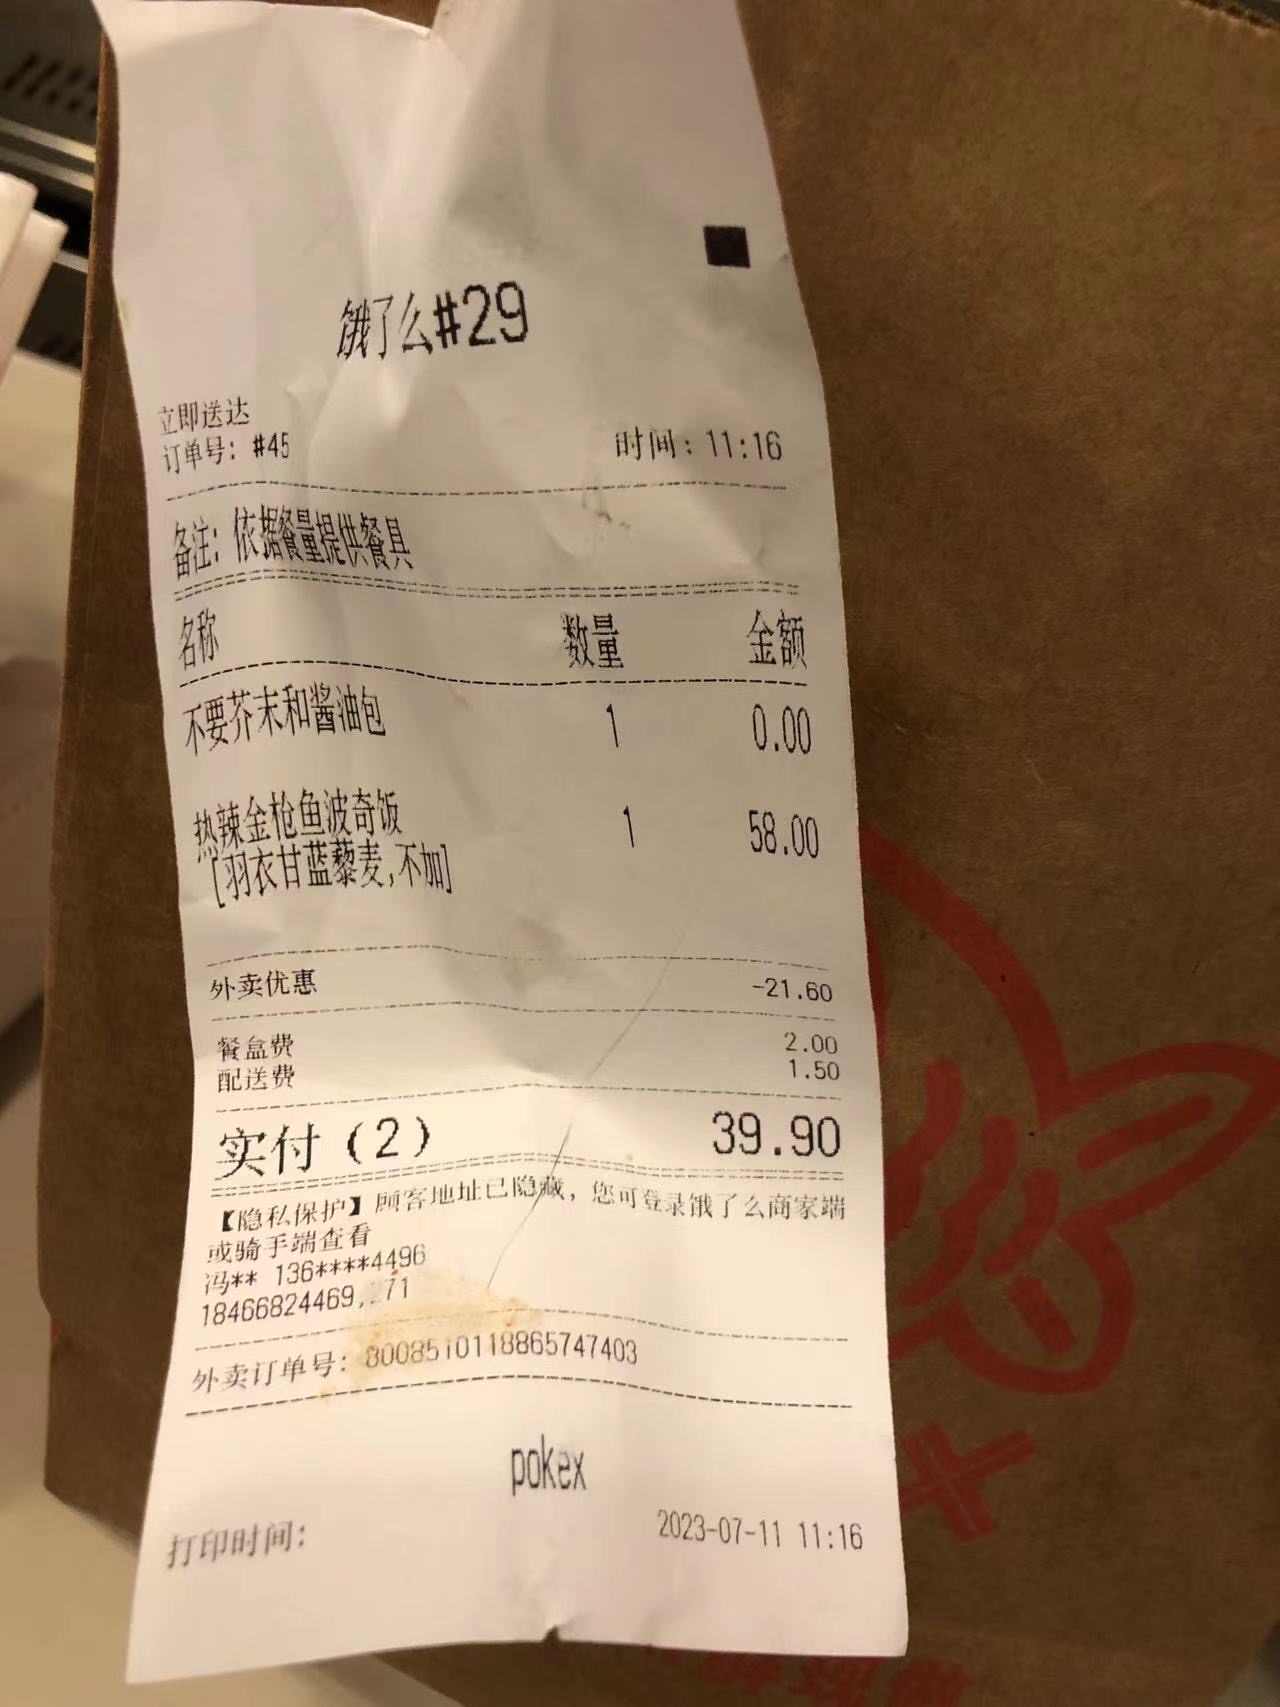 饿了么#29
立即送达
订单号: #45 时间: 11:16
备注: 依据餐量提供餐具
名称 数量 金额
不要芥末和酱油包 1 0.00
热辣金枪鱼波奇饭 1 58.00
[羽衣甘蓝藜麦,不加]
外卖优惠 -21.60
餐盒费 2.00
配送费 1.50
实付(2) 39.90
【隐私保护】顾客地址已隐藏, 您可登录饿了么商家端
或骑手端查看
冯** 136****4496
18466824469, 71
外卖订单号: 8008510118865747403
pokex
打印时间: 2023-07-11 11:16